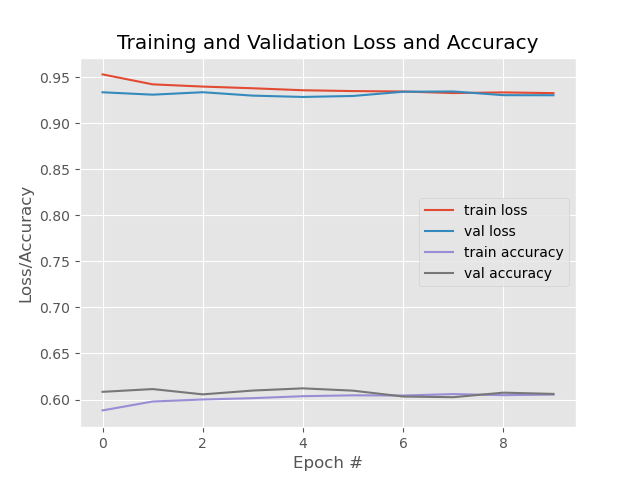 Training and Validation Loss and Accuracy
0.95
0.90
0.85
0.80
0.75
0.70
0.65
0.60
Loss/Accuracy
train loss
val loss
train accuracy
val accuracy
0 2 4 6 8
Epoch #